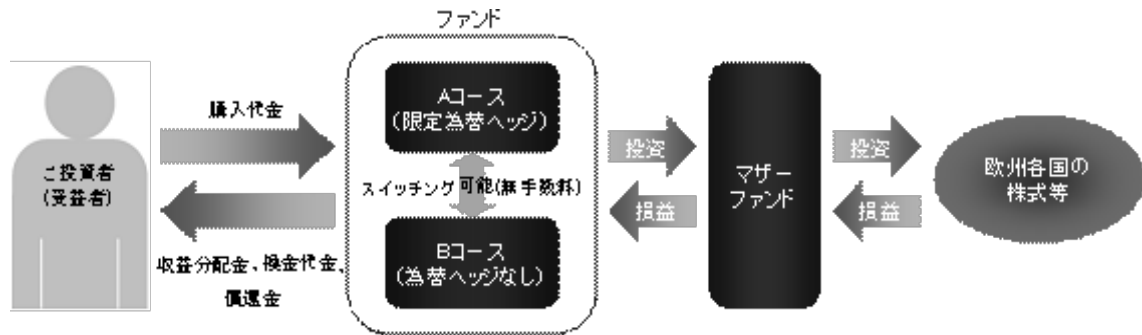 ファンド
ご投資者
(受益者)
購入代金
収益分配金、換金代金、
償還金
Aコース
(限定為替ヘッジ)
スイッチング可能(無手数料)
Bコース
(為替ヘッジなし)
投資
損益
マザー
ファンド
投資
損益
欧州各国の
株式等